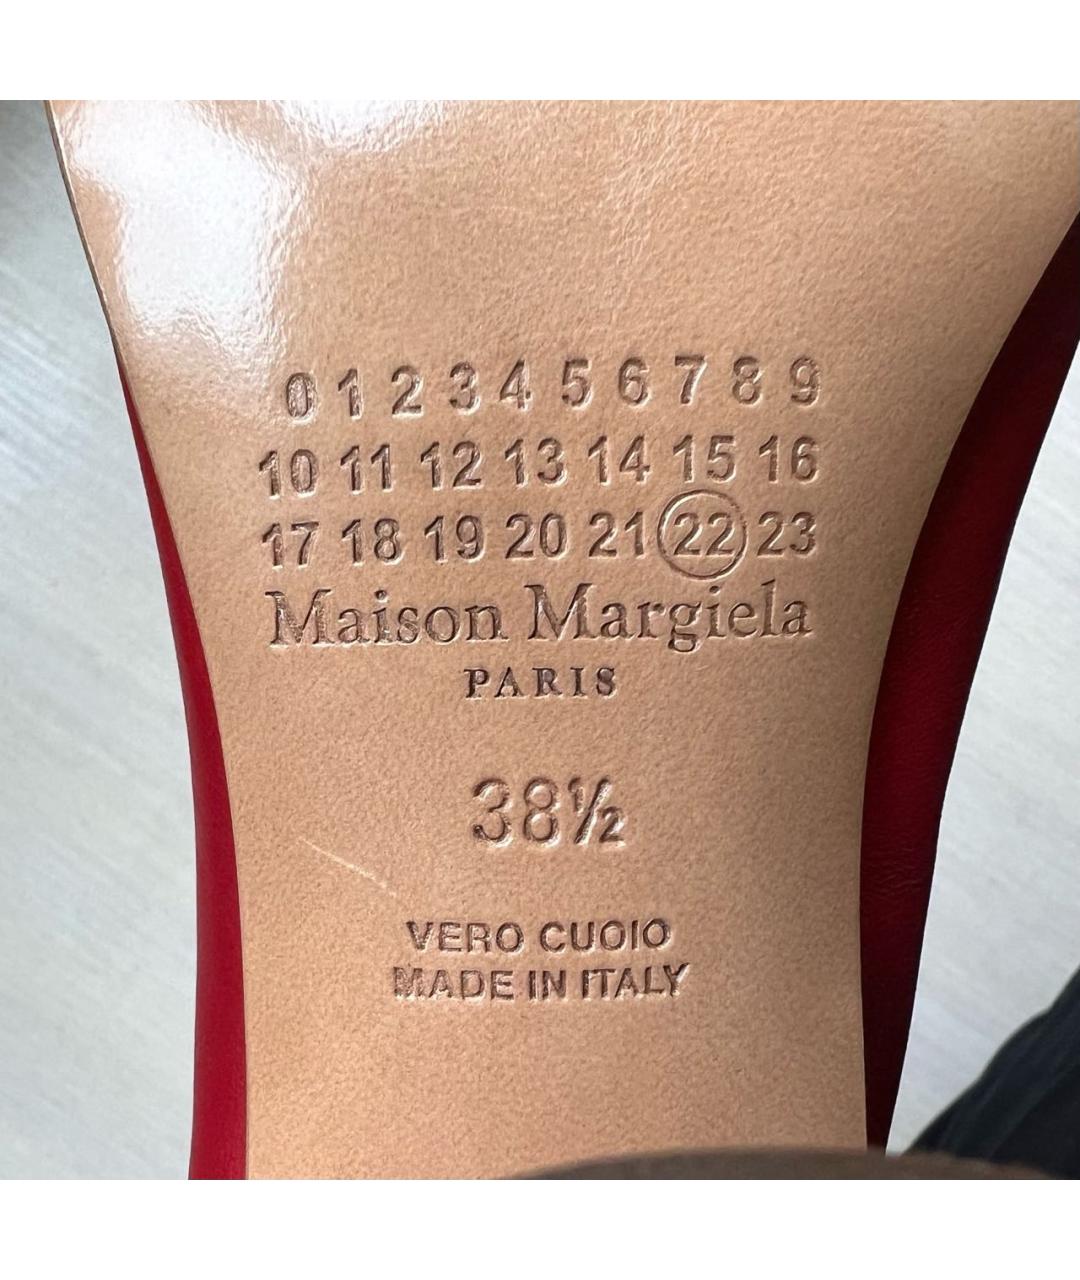 0 1 2 3 4 5 6 7 8 9
10 11 12 13 14 15 16
17 18 19 20 21 22 23
Maison Margiela
PARIS
38½
VERO CUOIO
MADE IN ITALY